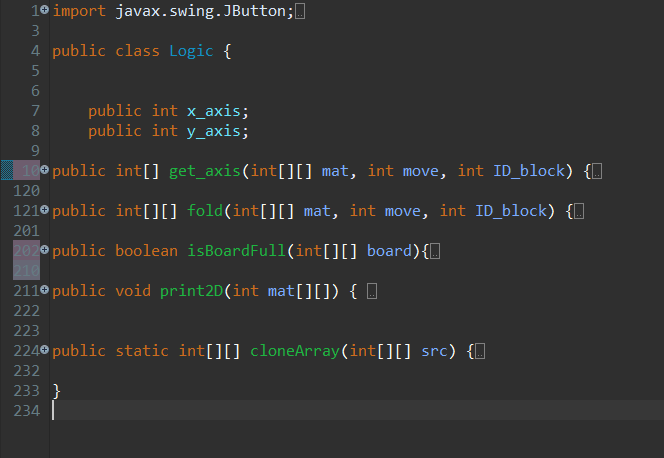 1 import javax.swing.JButton;
3
4 public class Logic {
5
6
7 public int x_axis;
8 public int y_axis;
9
10 public int[] get_axis(int[][] mat, int move, int ID_block) {
120
121 public int[][] fold(int[][] mat, int move, int ID_block) {
201
202 public boolean isBoardFull(int[][] board){
210
211 public void print2D(int mat[][]) {
222
223
224 public static int[][] cloneArray(int[][] src) {
232
233 }
234